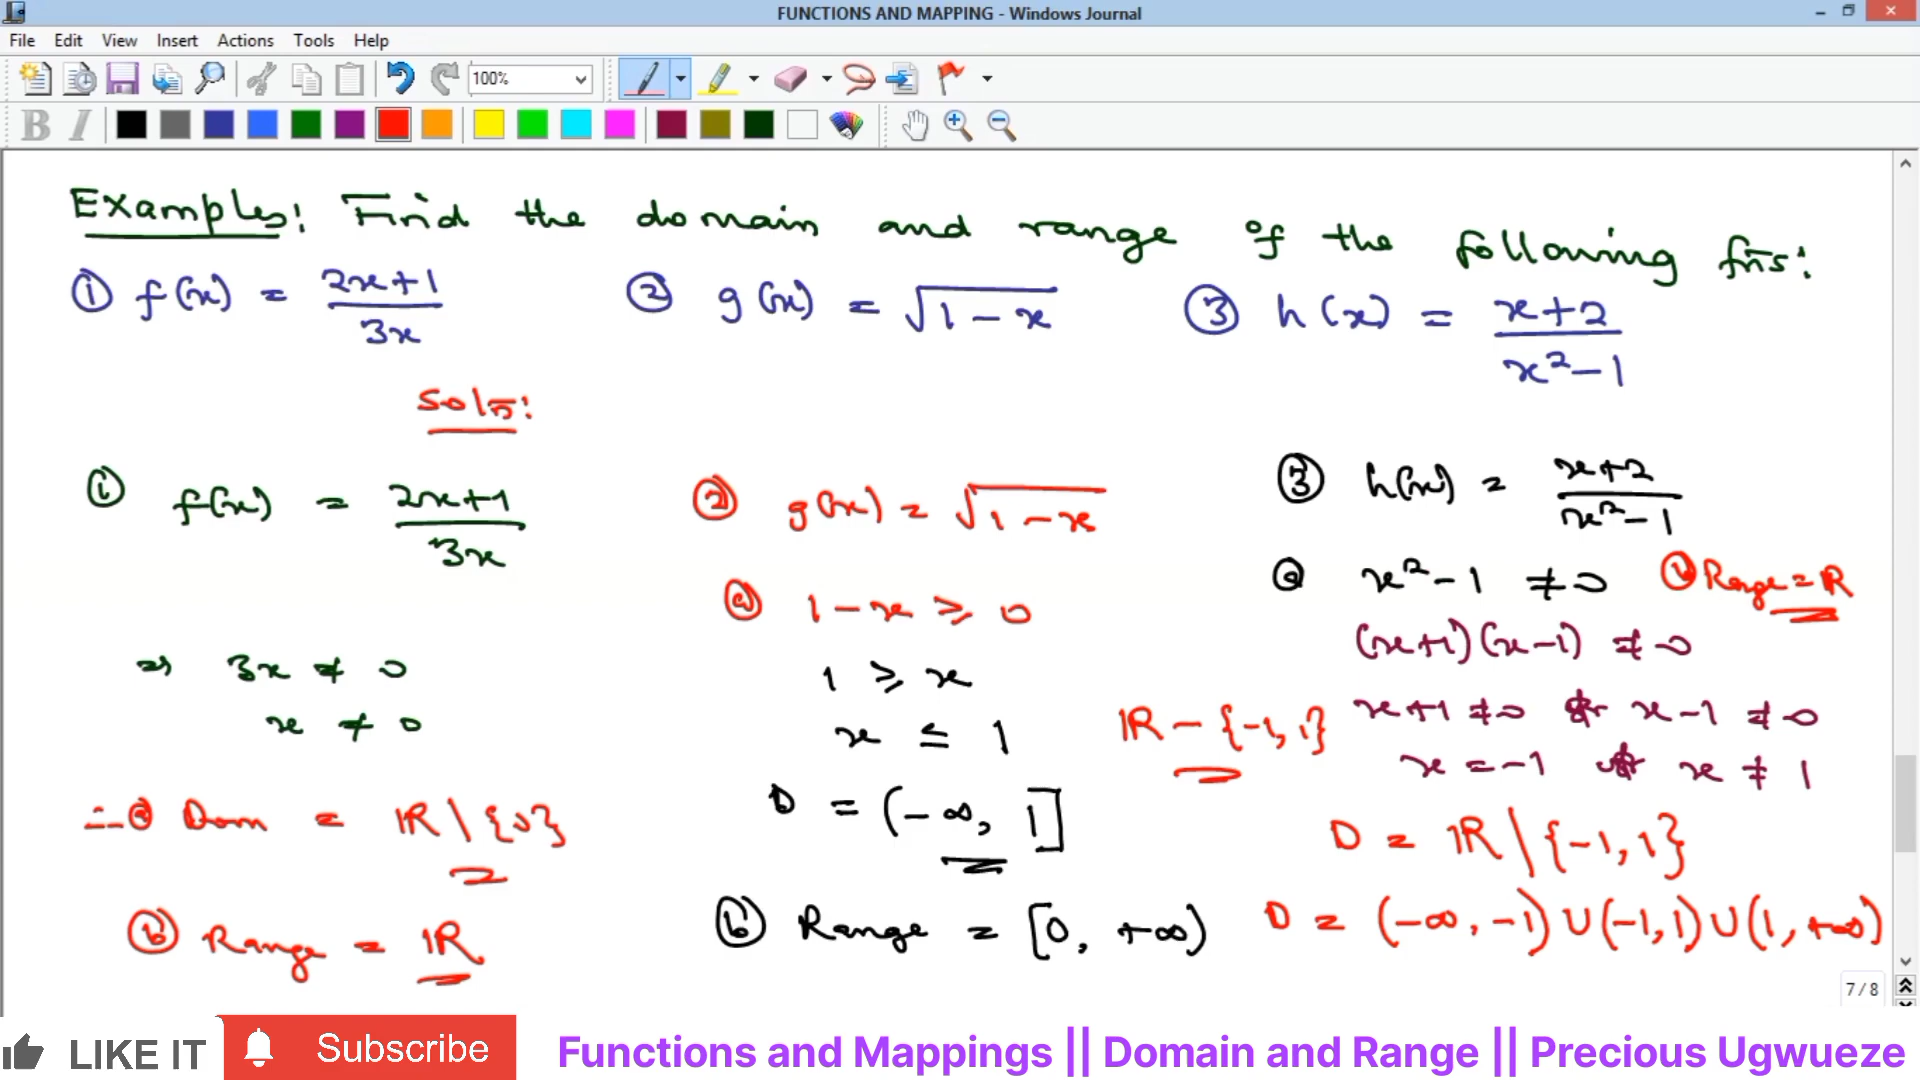 FUNCTIONS AND MAPPING - Windows Journal
File Edit View Insert Actions Tools Help
100%
B I
Examples: Find the domain and range of the following fns:
① f(x) = (2x+1)/(3x) ② g(x) = √(1-x) ③ h(x) = (x+2)/(x²-1)
Soln:
① f(x) = (2x+1)/(3x)
⇒ 3x ≠ 0
x ≠ 0
∴ ⓐ Dom = ℝ \ {0}
ⓑ Range = ℝ
② g(x) = √(1-x)
ⓐ 1-x ≥ 0
1 ≥ x
x ≤ 1
D = (-∞, 1]
ⓑ Range = [0, +∞)
③ h(x) = (x+2)/(x²-1)
ⓐ x²-1 ≠ 0 ⓑ Range = ℝ
(x+1)(x-1) ≠ 0
x+1 ≠ 0 & x-1 ≠ 0
x = -1 & x ≠ 1
ℝ - {-1, 1}
D = ℝ \ {-1, 1}
D = (-∞, -1) ∪ (-1, 1) ∪ (1, +∞)
7 / 8
LIKE IT Subscribe Functions and Mappings || Domain and Range || Precious Ugwueze